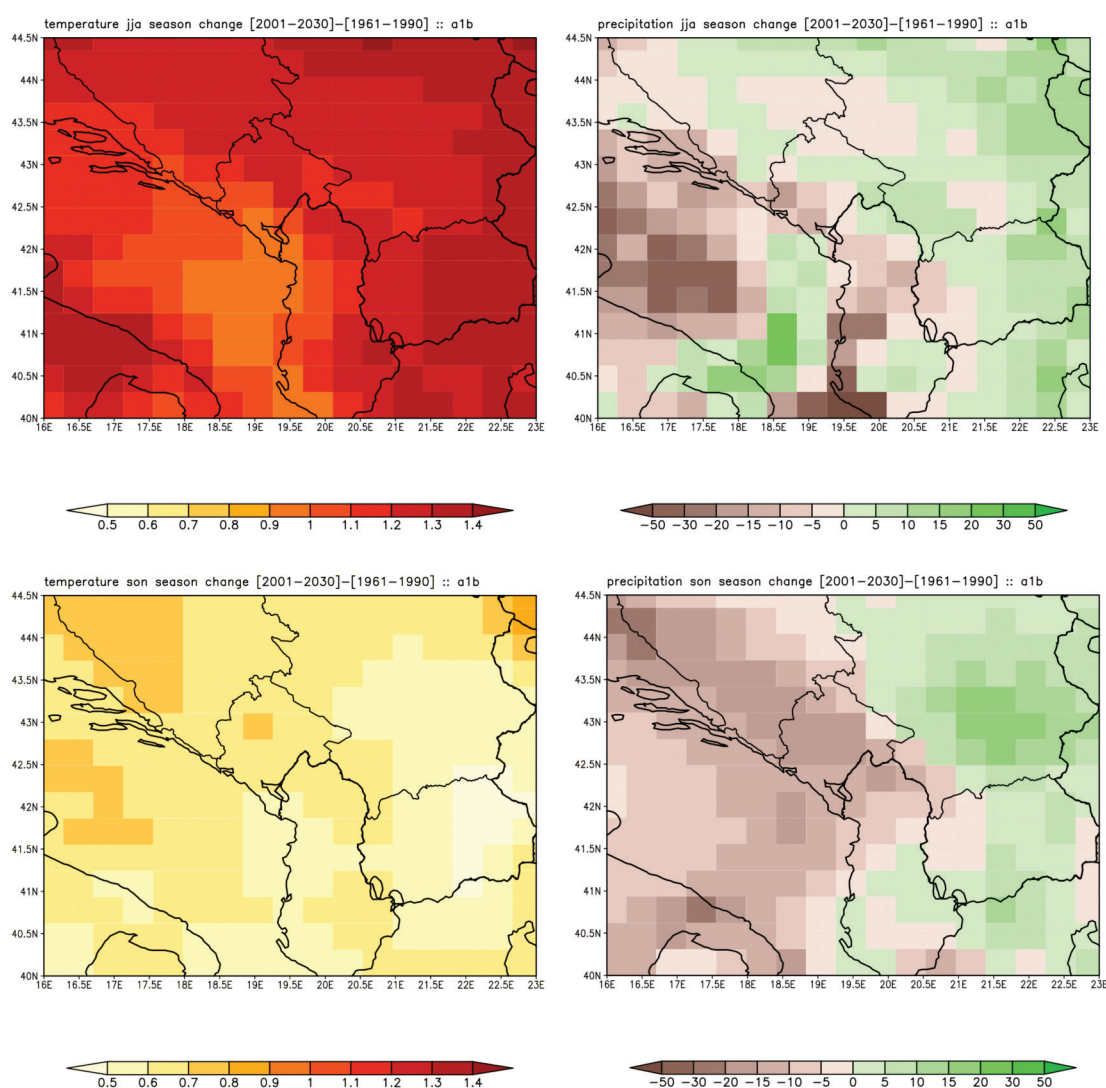 temperature jja season change [2001-2030]-[1961-1990] :: a1b
precipitation jja season change [2001-2030]-[1961-1990] :: a1b
44.5N
44N
43.5N
43N
42.5N
42N
41.5N
41N
40.5N
40N
16E 16.5E 17E 17.5E 18E 18.5E 19E 19.5E 20E 20.5E 21E 21.5E 22E 22.5E 23E
44.5N
44N
43.5N
43N
42.5N
42N
41.5N
41N
40.5N
40N
16E 16.5E 17E 17.5E 18E 18.5E 19E 19.5E 20E 20.5E 21E 21.5E 22E 22.5E 23E
0.5 0.6 0.7 0.8 0.9 1 1.1 1.2 1.3 1.4
-50 -30 -20 -15 -10 -5 0 5 10 15 20 30 50
temperature son season change [2001-2030]-[1961-1990] :: a1b
precipitation son season change [2001-2030]-[1961-1990] :: a1b
44.5N
44N
43.5N
43N
42.5N
42N
41.5N
41N
40.5N
40N
16E 16.5E 17E 17.5E 18E 18.5E 19E 19.5E 20E 20.5E 21E 21.5E 22E 22.5E 23E
44.5N
44N
43.5N
43N
42.5N
42N
41.5N
41N
40.5N
40N
16E 16.5E 17E 17.5E 18E 18.5E 19E 19.5E 20E 20.5E 21E 21.5E 22E 22.5E 23E
0.5 0.6 0.7 0.8 0.9 1 1.1 1.2 1.3 1.4
-50 -30 -20 -15 -10 -5 0 5 10 15 20 30 50